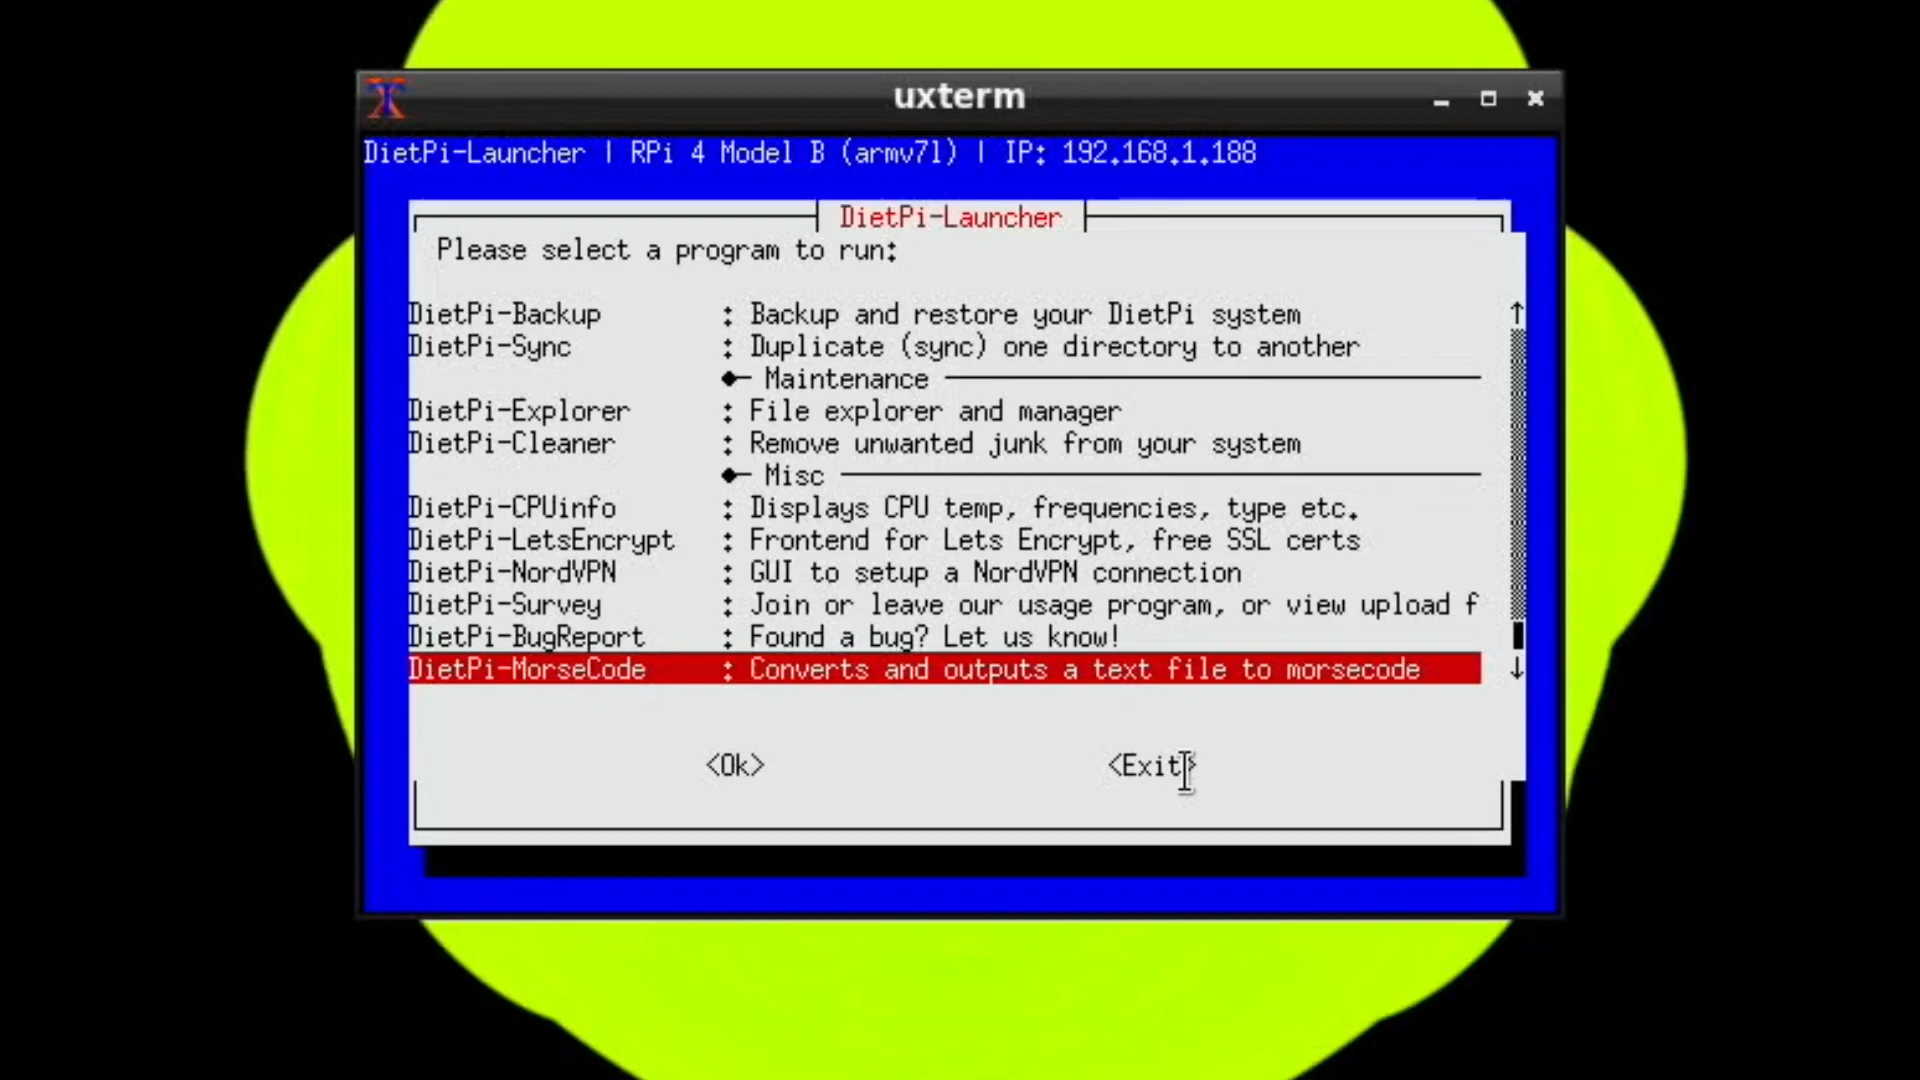 uxterm
DietPi-Launcher | RPi 4 Model B (armv7l) | IP: 192.168.1.188
DietPi-Launcher
Please select a program to run:
DietPi-Backup : Backup and restore your DietPi system
DietPi-Sync : Duplicate (sync) one directory to another
Maintenance
DietPi-Explorer : File explorer and manager
DietPi-Cleaner : Remove unwanted junk from your system
Misc
DietPi-CPUinfo : Displays CPU temp, frequencies, type etc.
DietPi-LetsEncrypt : Frontend for Lets Encrypt, free SSL certs
DietPi-NordVPN : GUI to setup a NordVPN connection
DietPi-Survey : Join or leave our usage program, or view upload f
DietPi-BugReport : Found a bug? Let us know!
DietPi-MorseCode : Converts and outputs a text file to morsecode
<Ok> <Exit>